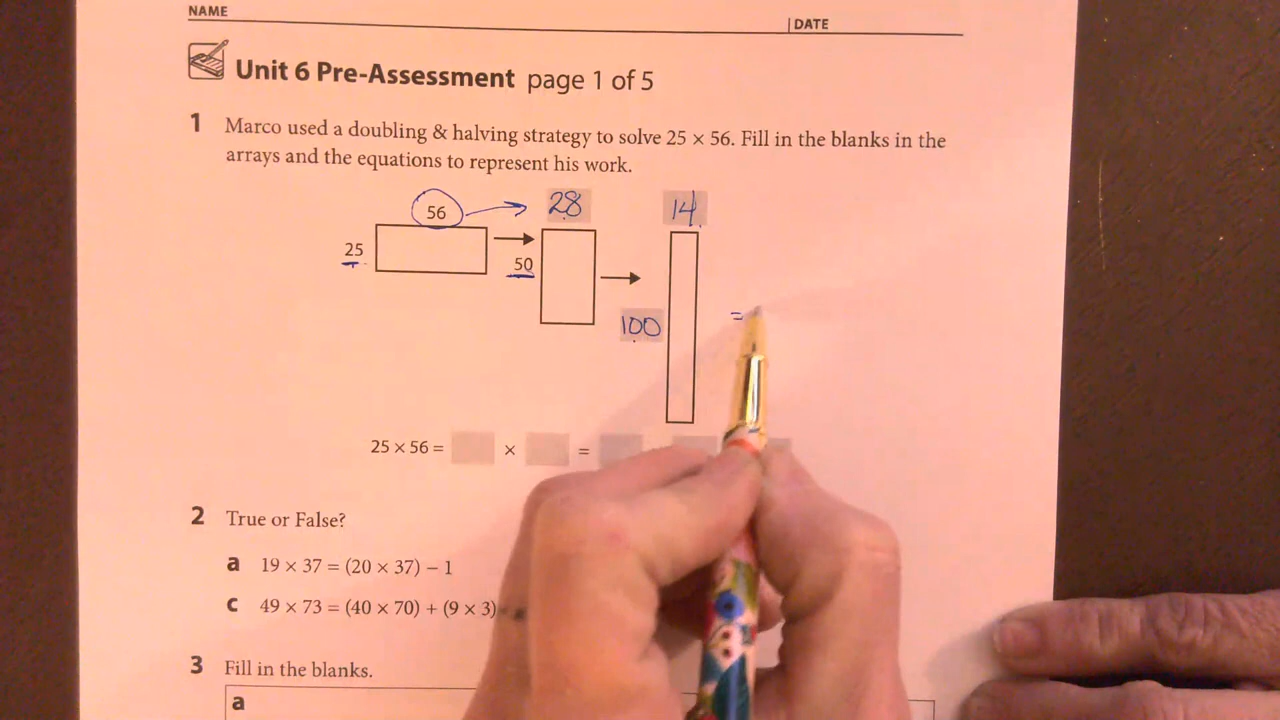 NAME | DATE
Unit 6 Pre-Assessment page 1 of 5
1 Marco used a doubling & halving strategy to solve 25 × 56. Fill in the blanks in the
arrays and the equations to represent his work.
56 28 14
25 50
100 =
25 × 56 = × =
2 True or False?
a 19 × 37 = (20 × 37) – 1
c 49 × 73 = (40 × 70) + (9 × 3)
3 Fill in the blanks.
a